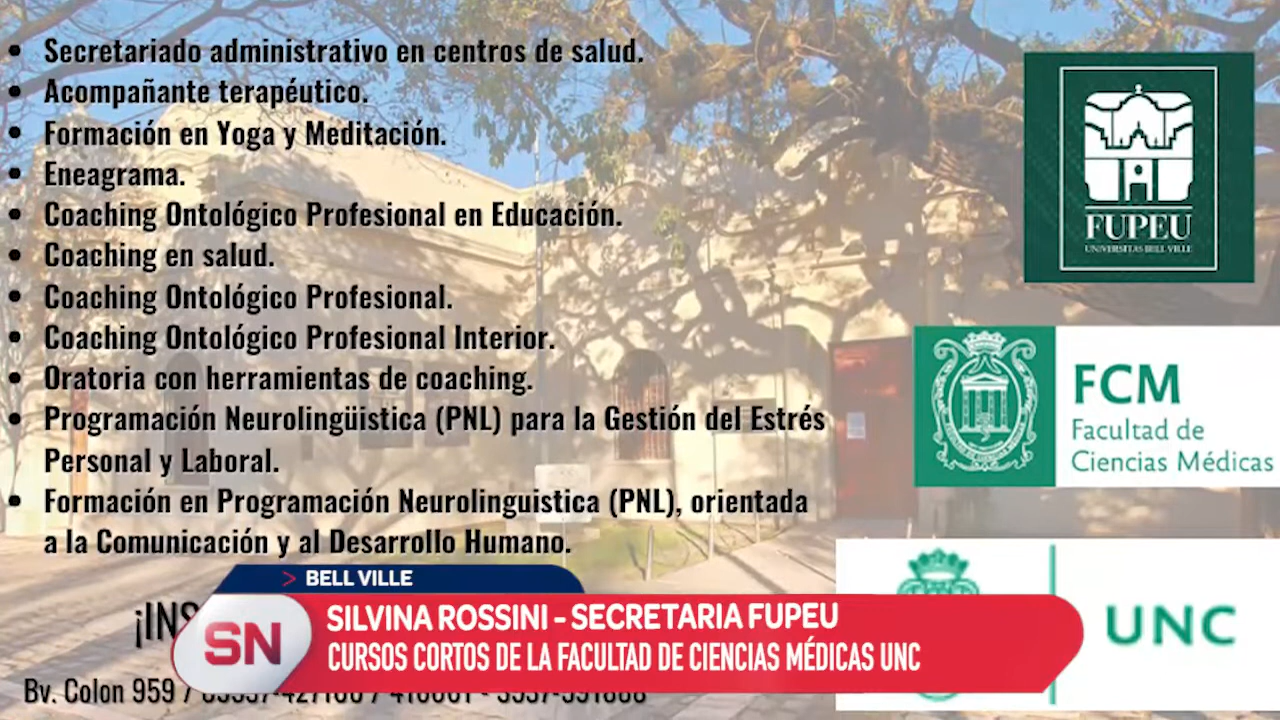 Secretariado administrativo en centros de salud.
Acompañante terapéutico.
Formación en Yoga y Meditación.
Eneagrama.
Coaching Ontológico Profesional en Educación.
Coaching en salud.
Coaching Ontológico Profesional.
Coaching Ontológico Profesional Interior.
Oratoria con herramientas de coaching.
Programación Neurolingüistica (PNL) para la Gestión del Estrés
Personal y Laboral.
Formación en Programación Neurolinguistica (PNL), orientada
a la Comunicación y al Desarrollo Humano.
FUPEU
UNIVERSITAS BELL VILLE
FCM
Facultad de
Ciencias Médicas
UNC
> BELL VILLE
SN
SILVINA ROSSINI - SECRETARIA FUPEU
CURSOS CORTOS DE LA FACULTAD DE CIENCIAS MÉDICAS UNC
Bv. Colon 959 /